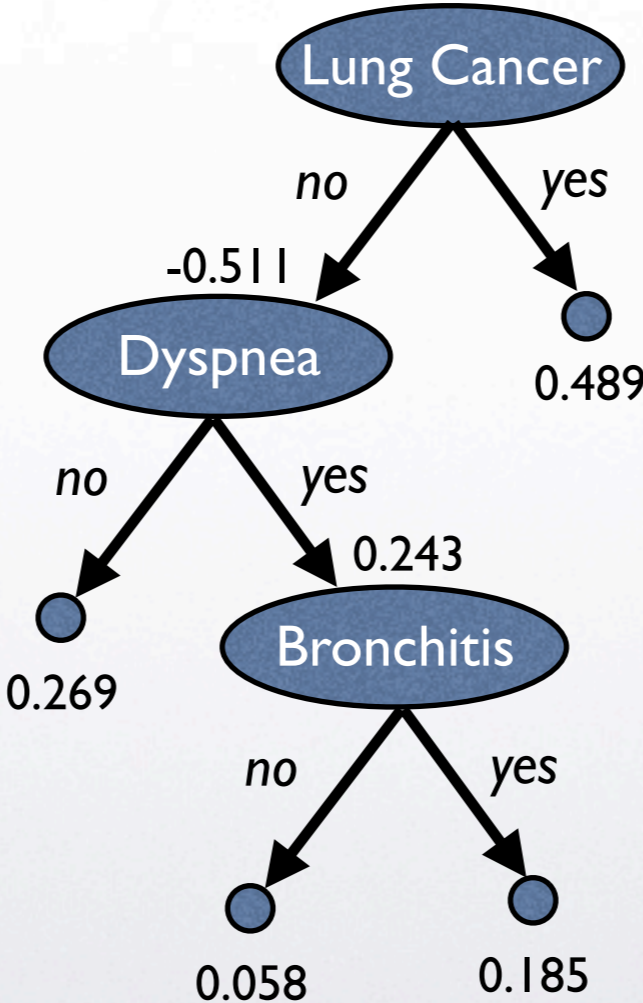 Lung Cancer
no
yes
-0.511
Dyspnea
0.489
no
yes
0.243
Bronchitis
0.269
no
yes
0.058
0.185